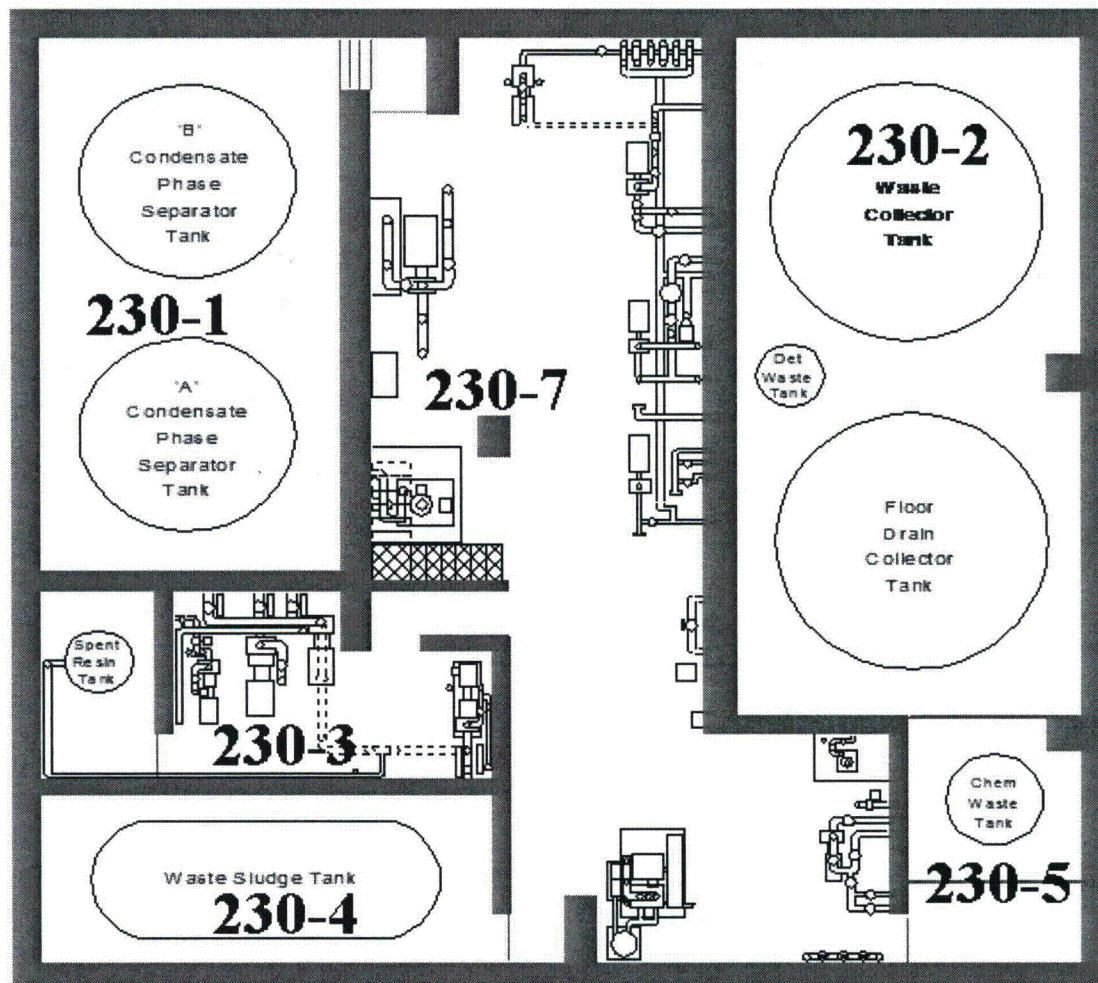 "B"
Condensate
Phase
Separator
Tank
230-1
"A"
Condensate
Phase
Separator
Tank
230-7
230-2
Waste
Collector
Tank
Det
Waste
Tank
Floor
Drain
Collector
Tank
Spent
Resin
Tank
230-3
Waste Sludge Tank
230-4
Chem
Waste
Tank
230-5